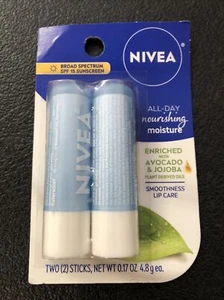 BROAD SPECTRUM
SPF 15 SUNSCREEN
NIVEA
ALL-DAY
nourishing
moisture
ENRICHED
WITH
AVOCADO
& JOJOBA
PLANT DERIVED OILS
SMOOTHNESS
LIP CARE
NIVEA
TWO (2) STICKS, NET WT 0.17 OZ 4.8 g ea.